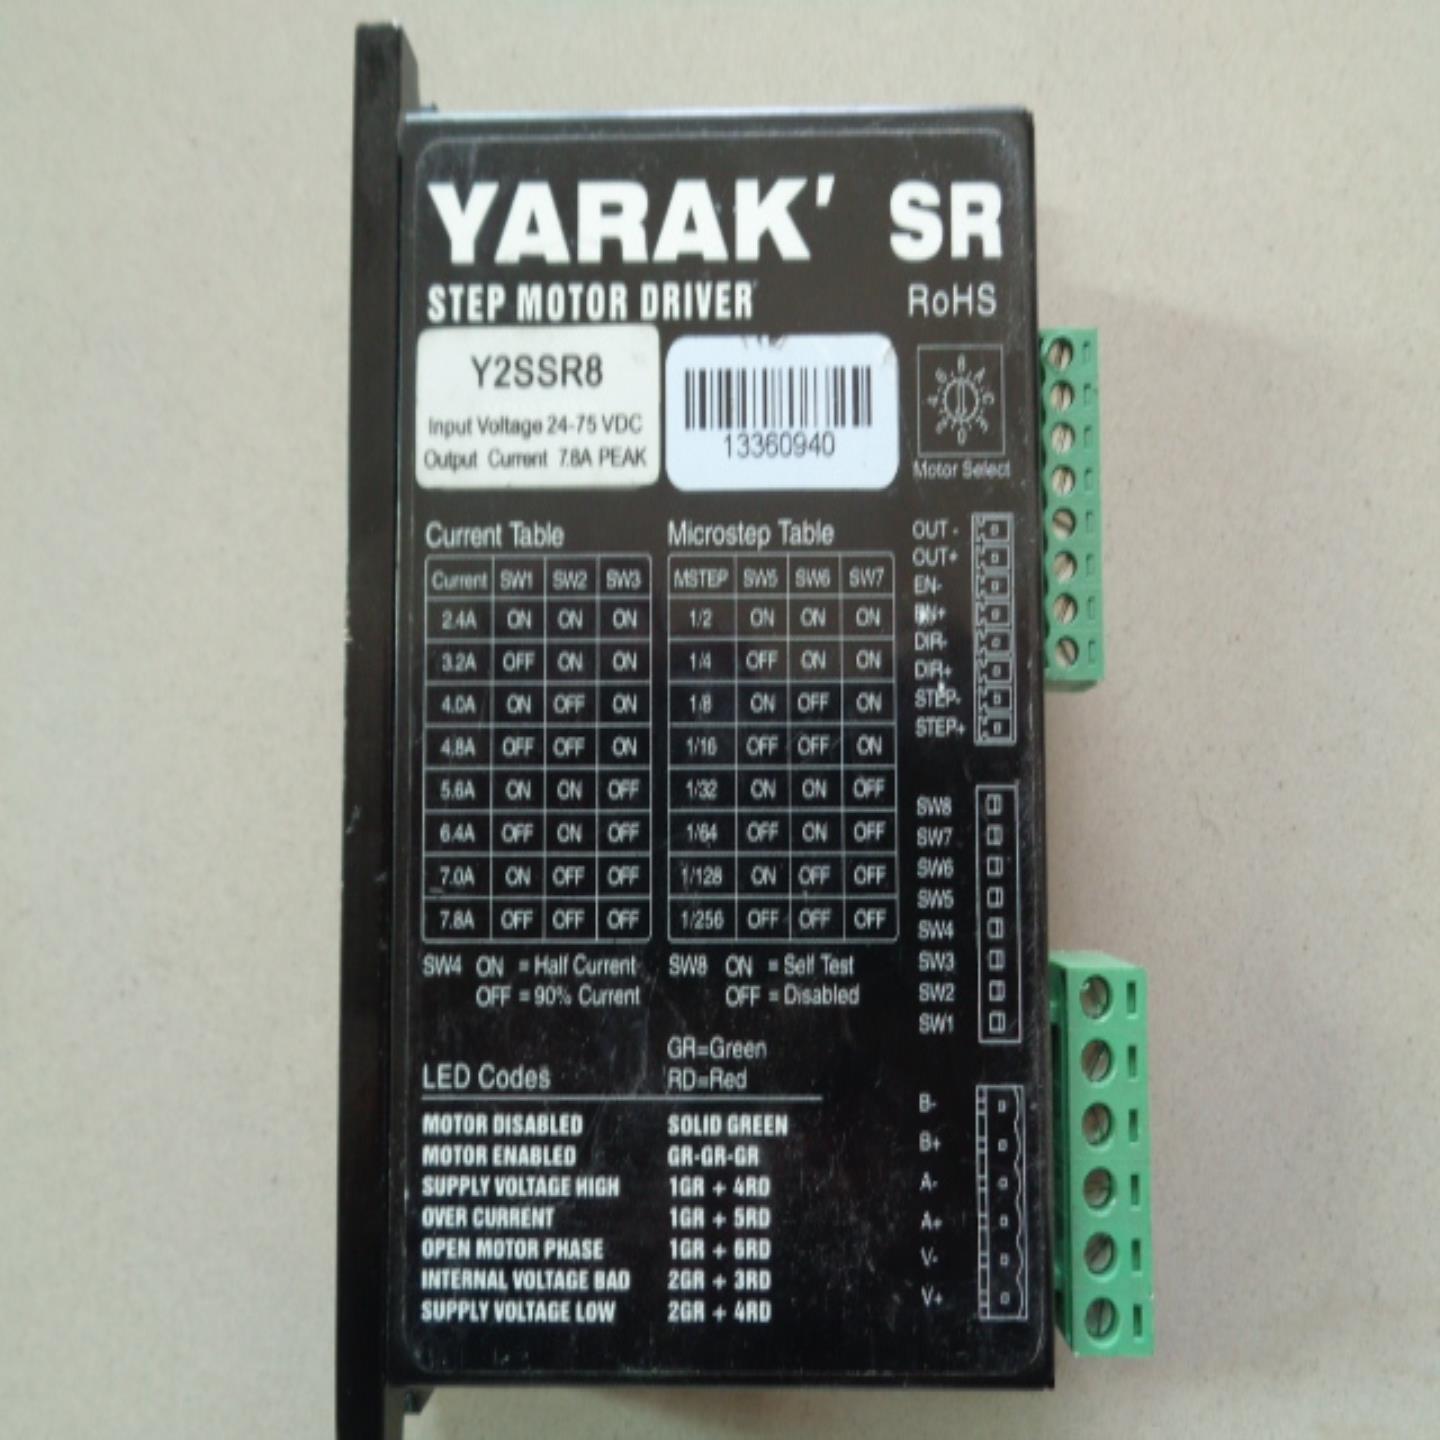 YARAK' SR
STEP MOTOR DRIVER RoHS
Y2SSR8
Input Voltage 24-75 VDC
Output Current 7.8A PEAK
13360940
Motor Select
Current Table
Current SW1 SW2 SW3
2.4A ON ON ON
3.2A OFF ON ON
4.0A ON OFF ON
4.8A OFF OFF ON
5.6A ON ON OFF
6.4A OFF ON OFF
7.0A ON OFF OFF
7.8A OFF OFF OFF
SW4 ON = Half Current
OFF = 90% Current
Microstep Table
MSTEP SW5 SW6 SW7
1/2 ON ON ON
1/4 OFF ON ON
1/8 ON OFF ON
1/16 OFF OFF ON
1/32 ON ON OFF
1/64 OFF ON OFF
1/128 ON OFF OFF
1/256 OFF OFF OFF
SW8 ON = Self Test
OFF = Disabled
GR=Green
RD=Red
LED Codes
MOTOR DISABLED SOLID GREEN
MOTOR ENABLED GR-GR-GR
SUPPLY VOLTAGE HIGH 1GR + 4RD
OVER CURRENT 1GR + 5RD
OPEN MOTOR PHASE 1GR + 6RD
INTERNAL VOLTAGE BAD 2GR + 3RD
SUPPLY VOLTAGE LOW 2GR + 4RD
OUT -
OUT+
EN-
EN+
DIR-
DIR+
STEP-
STEP+
SW8
SW7
SW6
SW5
SW4
SW3
SW2
SW1
B-
B+
A-
A+
V-
V+